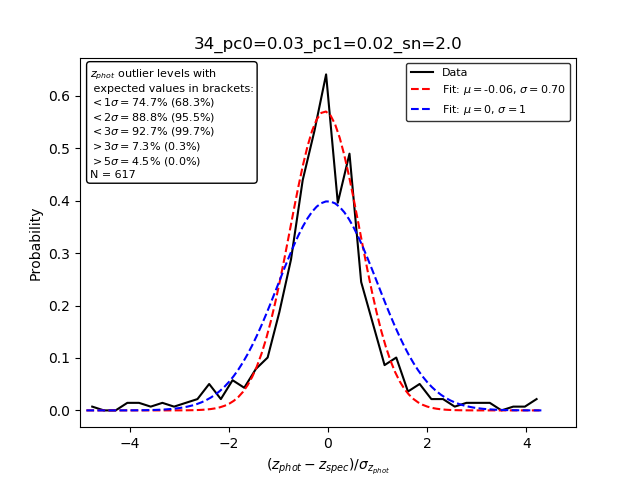 34_pc0=0.03_pc1=0.02_sn=2.0
z_phot outlier levels with
expected values in brackets:
<1σ=74.7% (68.3%)
<2σ=88.8% (95.5%)
<3σ=92.7% (99.7%)
>3σ=7.3% (0.3%)
>5σ=4.5% (0.0%)
N = 617
Data
Fit: μ=-0.06, σ=0.70
Fit: μ=0, σ=1
Probability
0.6
0.5
0.4
0.3
0.2
0.1
0.0
−4 −2 0 2 4
(z_phot − z_spec)/σ_z_phot